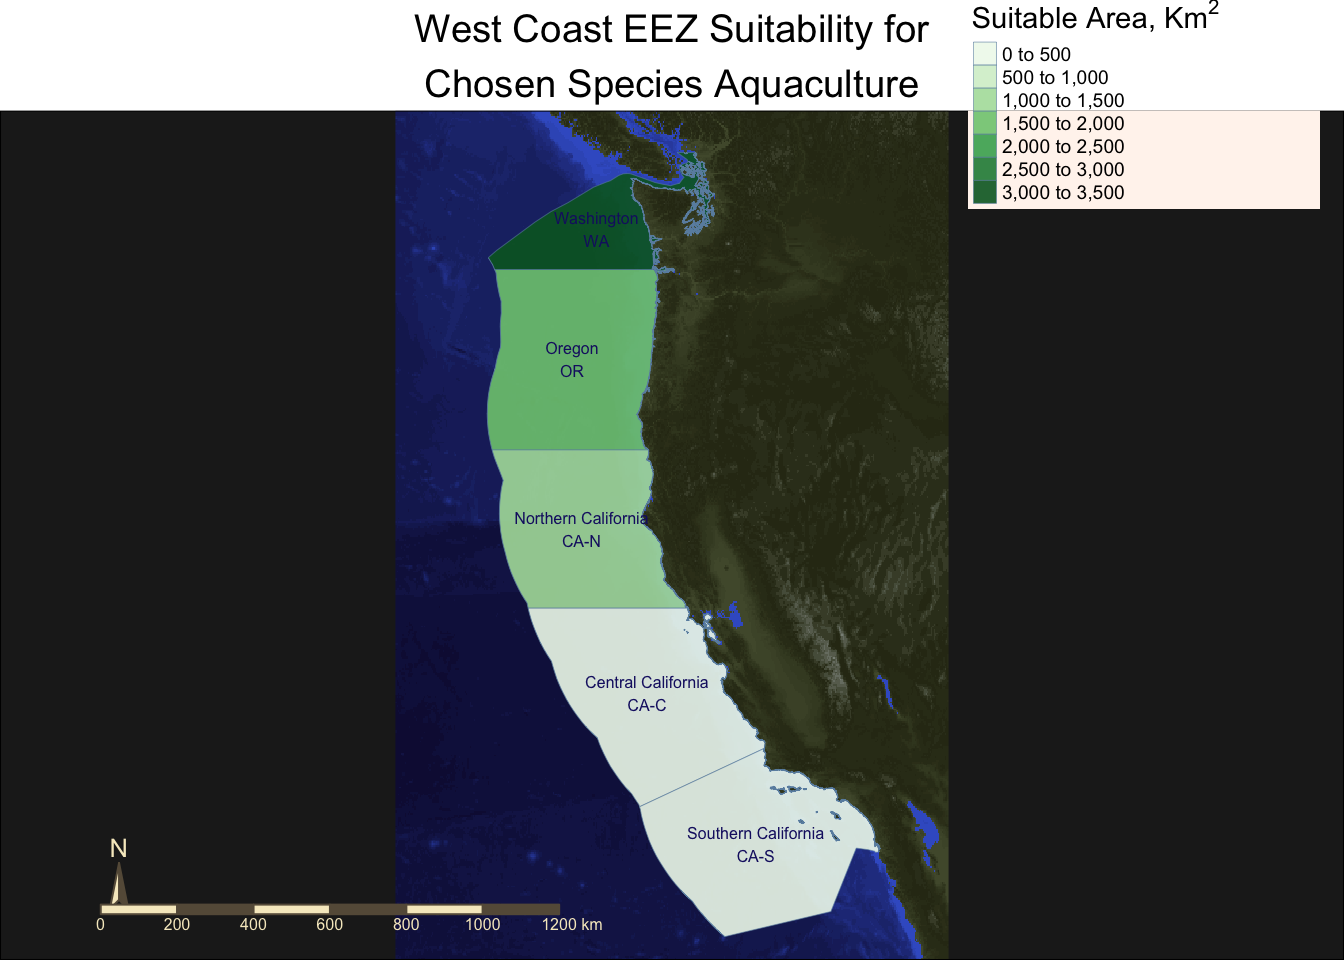 West Coast EEZ Suitability for
Chosen Species Aquaculture
Suitable Area, Km²
0 to 500
500 to 1,000
1,000 to 1,500
1,500 to 2,000
2,000 to 2,500
2,500 to 3,000
3,000 to 3,500
Washington
WA
Oregon
OR
Northern California
CA-N
Central California
CA-C
Southern California
CA-S
N
0 200 400 600 800 1000 1200 km